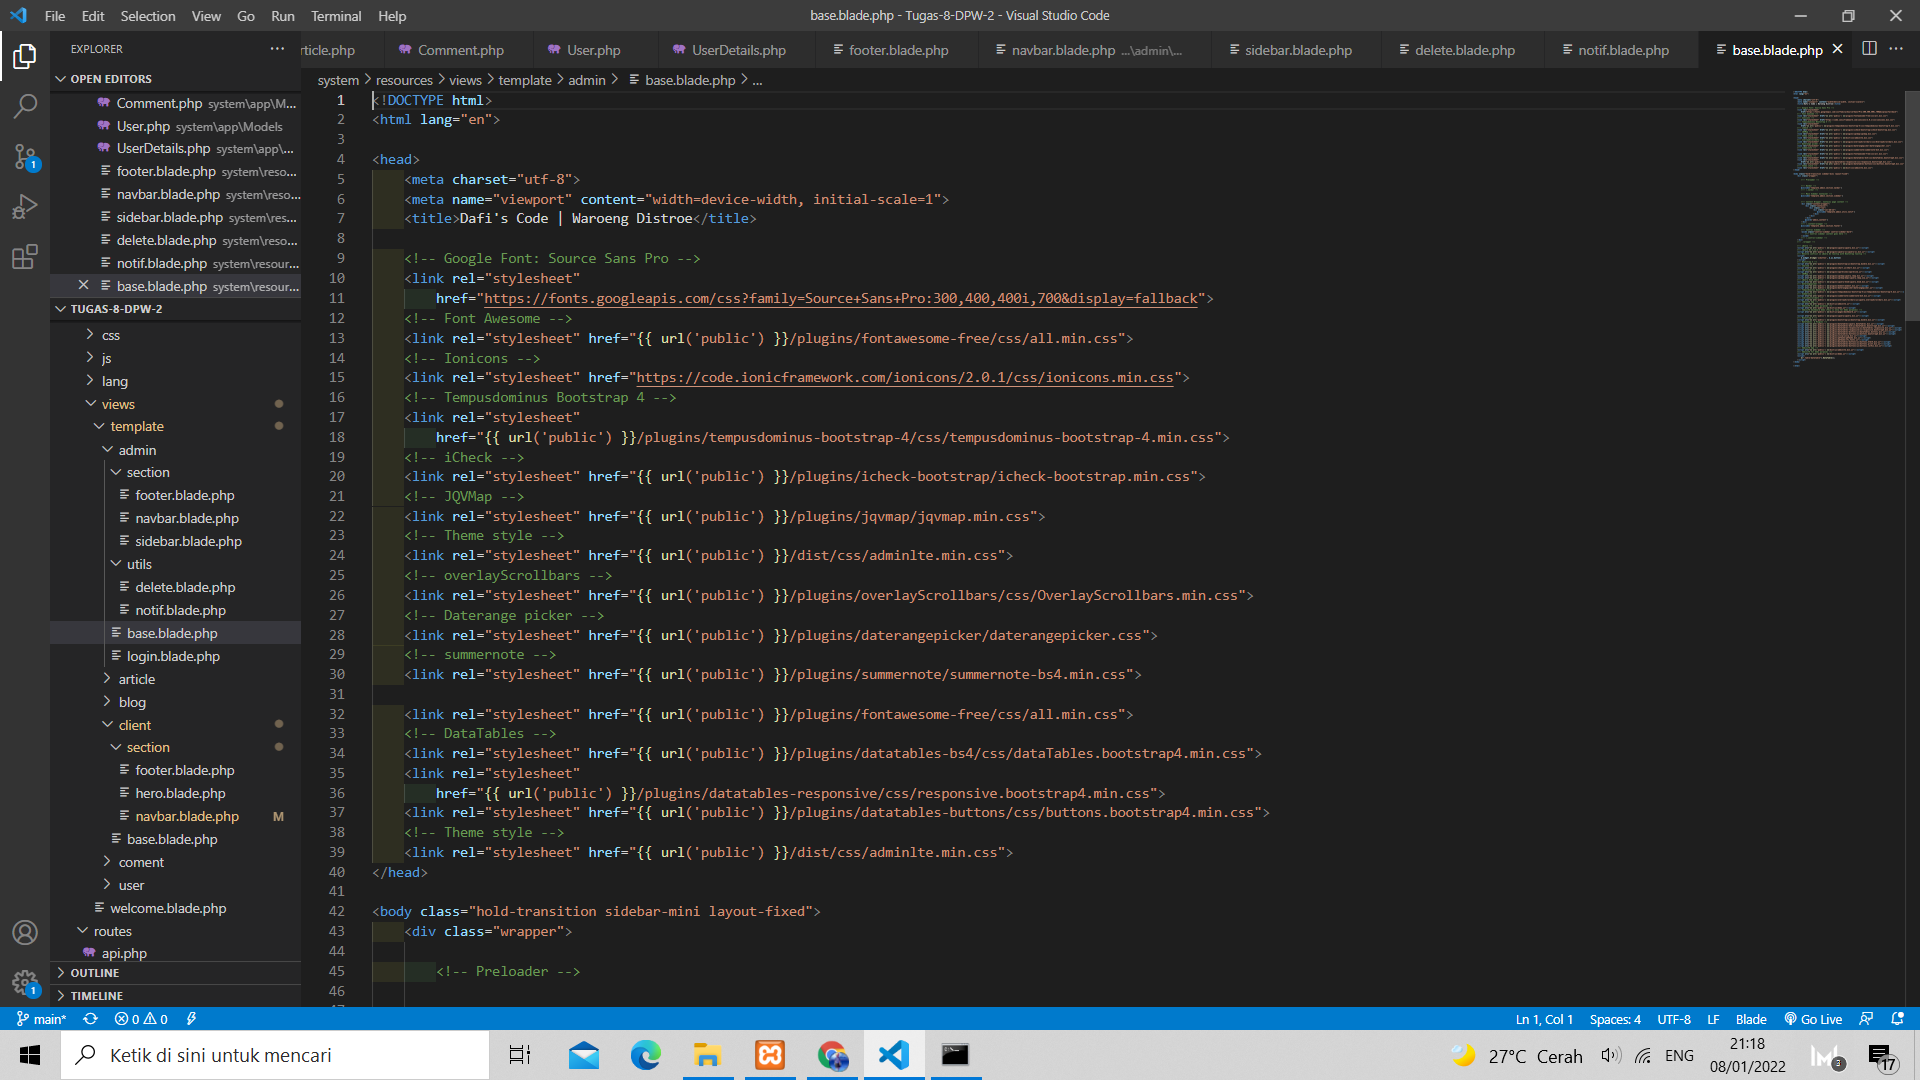 File Edit Selection View Go Run Terminal Help
base.blade.php - Tugas-8-DPW-2 - Visual Studio Code
EXPLORER
rticle.php Comment.php User.php UserDetails.php footer.blade.php navbar.blade.php ...\admin\... sidebar.blade.php delete.blade.php notif.blade.php base.blade.php
system > resources > views > template > admin > base.blade.php > ...
OPEN EDITORS
Comment.php system\app\M...
User.php system\app\Models
UserDetails.php system\app\...
footer.blade.php system\reso...
navbar.blade.php system\reso...
sidebar.blade.php system\res...
delete.blade.php system\reso...
notif.blade.php system\resour...
base.blade.php system\resour...
TUGAS-8-DPW-2
css
js
lang
views
template
admin
section
footer.blade.php
navbar.blade.php
sidebar.blade.php
utils
delete.blade.php
notif.blade.php
base.blade.php
login.blade.php
article
blog
client
section
footer.blade.php
hero.blade.php
navbar.blade.php M
base.blade.php
coment
user
welcome.blade.php
routes
api.php
OUTLINE
TIMELINE
1 <!DOCTYPE html>
2 <html lang="en">
3
4 <head>
5 <meta charset="utf-8">
6 <meta name="viewport" content="width=device-width, initial-scale=1">
7 <title>Dafi's Code | Waroeng Distroe</title>
8
9 <!-- Google Font: Source Sans Pro -->
10 <link rel="stylesheet"
11 href="https://fonts.googleapis.com/css?family=Source+Sans+Pro:300,400,400i,700&display=fallback">
12 <!-- Font Awesome -->
13 <link rel="stylesheet" href="{{ url('public') }}/plugins/fontawesome-free/css/all.min.css">
14 <!-- Ionicons -->
15 <link rel="stylesheet" href="https://code.ionicframework.com/ionicons/2.0.1/css/ionicons.min.css">
16 <!-- Tempusdominus Bootstrap 4 -->
17 <link rel="stylesheet"
18 href="{{ url('public') }}/plugins/tempusdominus-bootstrap-4/css/tempusdominus-bootstrap-4.min.css">
19 <!-- iCheck -->
20 <link rel="stylesheet" href="{{ url('public') }}/plugins/icheck-bootstrap/icheck-bootstrap.min.css">
21 <!-- JQVMap -->
22 <link rel="stylesheet" href="{{ url('public') }}/plugins/jqvmap/jqvmap.min.css">
23 <!-- Theme style -->
24 <link rel="stylesheet" href="{{ url('public') }}/dist/css/adminlte.min.css">
25 <!-- overlayScrollbars -->
26 <link rel="stylesheet" href="{{ url('public') }}/plugins/overlayScrollbars/css/OverlayScrollbars.min.css">
27 <!-- Daterange picker -->
28 <link rel="stylesheet" href="{{ url('public') }}/plugins/daterangepicker/daterangepicker.css">
29 <!-- summernote -->
30 <link rel="stylesheet" href="{{ url('public') }}/plugins/summernote/summernote-bs4.min.css">
31
32 <link rel="stylesheet" href="{{ url('public') }}/plugins/fontawesome-free/css/all.min.css">
33 <!-- DataTables -->
34 <link rel="stylesheet" href="{{ url('public') }}/plugins/datatables-bs4/css/dataTables.bootstrap4.min.css">
35 <link rel="stylesheet"
36 href="{{ url('public') }}/plugins/datatables-responsive/css/responsive.bootstrap4.min.css">
37 <link rel="stylesheet" href="{{ url('public') }}/plugins/datatables-buttons/css/buttons.bootstrap4.min.css">
38 <!-- Theme style -->
39 <link rel="stylesheet" href="{{ url('public') }}/dist/css/adminlte.min.css">
40 </head>
41
42 <body class="hold-transition sidebar-mini layout-fixed">
43 <div class="wrapper">
44
45 <!-- Preloader -->
46
main* 0 0
Ln 1, Col 1 Spaces: 4 UTF-8 LF Blade Go Live
Ketik di sini untuk mencari
27°C Cerah ENG
21:18
08/01/2022
3
17
1
1